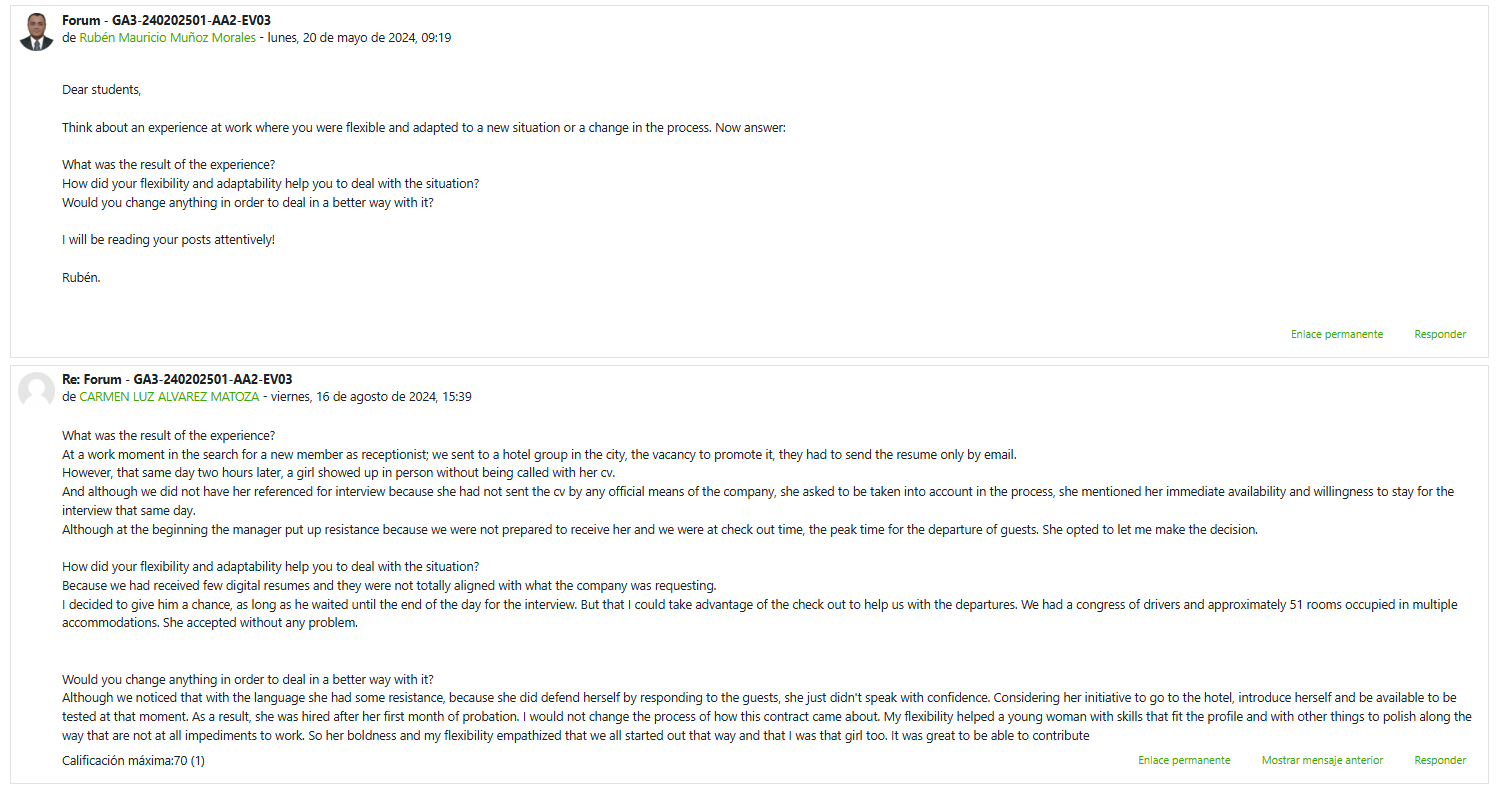 Forum - GA3-240202501-AA2-EV03
de Rubén Mauricio Muñoz Morales - lunes, 20 de mayo de 2024, 09:19
Dear students,
Think about an experience at work where you were flexible and adapted to a new situation or a change in the process. Now answer:
What was the result of the experience?
How did your flexibility and adaptability help you to deal with the situation?
Would you change anything in order to deal in a better way with it?
I will be reading your posts attentively!
Rubén.
Enlace permanente Responder
Re: Forum - GA3-240202501-AA2-EV03
de CARMEN LUZ ALVAREZ MATOZA - viernes, 16 de agosto de 2024, 15:39
What was the result of the experience?
At a work moment in the search for a new member as receptionist; we sent to a hotel group in the city, the vacancy to promote it, they had to send the resume only by email.
However, that same day two hours later, a girl showed up in person without being called with her cv.
And although we did not have her referenced for interview because she had not sent the cv by any official means of the company, she asked to be taken into account in the process, she mentioned her immediate availability and willingness to stay for the
interview that same day.
Although at the beginning the manager put up resistance because we were not prepared to receive her and we were at check out time, the peak time for the departure of guests. She opted to let me make the decision.
How did your flexibility and adaptability help you to deal with the situation?
Because we had received few digital resumes and they were not totally aligned with what the company was requesting.
I decided to give him a chance, as long as he waited until the end of the day for the interview. But that I could take advantage of the check out to help us with the departures. We had a congress of drivers and approximately 51 rooms occupied in multiple
accommodations. She accepted without any problem.
Would you change anything in order to deal in a better way with it?
Although we noticed that with the language she had some resistance, because she did defend herself by responding to the guests, she just didn't speak with confidence. Considering her initiative to go to the hotel, introduce herself and be available to be
tested at that moment. As a result, she was hired after her first month of probation. I would not change the process of how this contract came about. My flexibility helped a young woman with skills that fit the profile and with other things to polish along the
way that are not at all impediments to work. So her boldness and my flexibility empathized that we all started out that way and that I was that girl too. It was great to be able to contribute
Calificación máxima:70 (1) Enlace permanente Mostrar mensaje anterior Responder